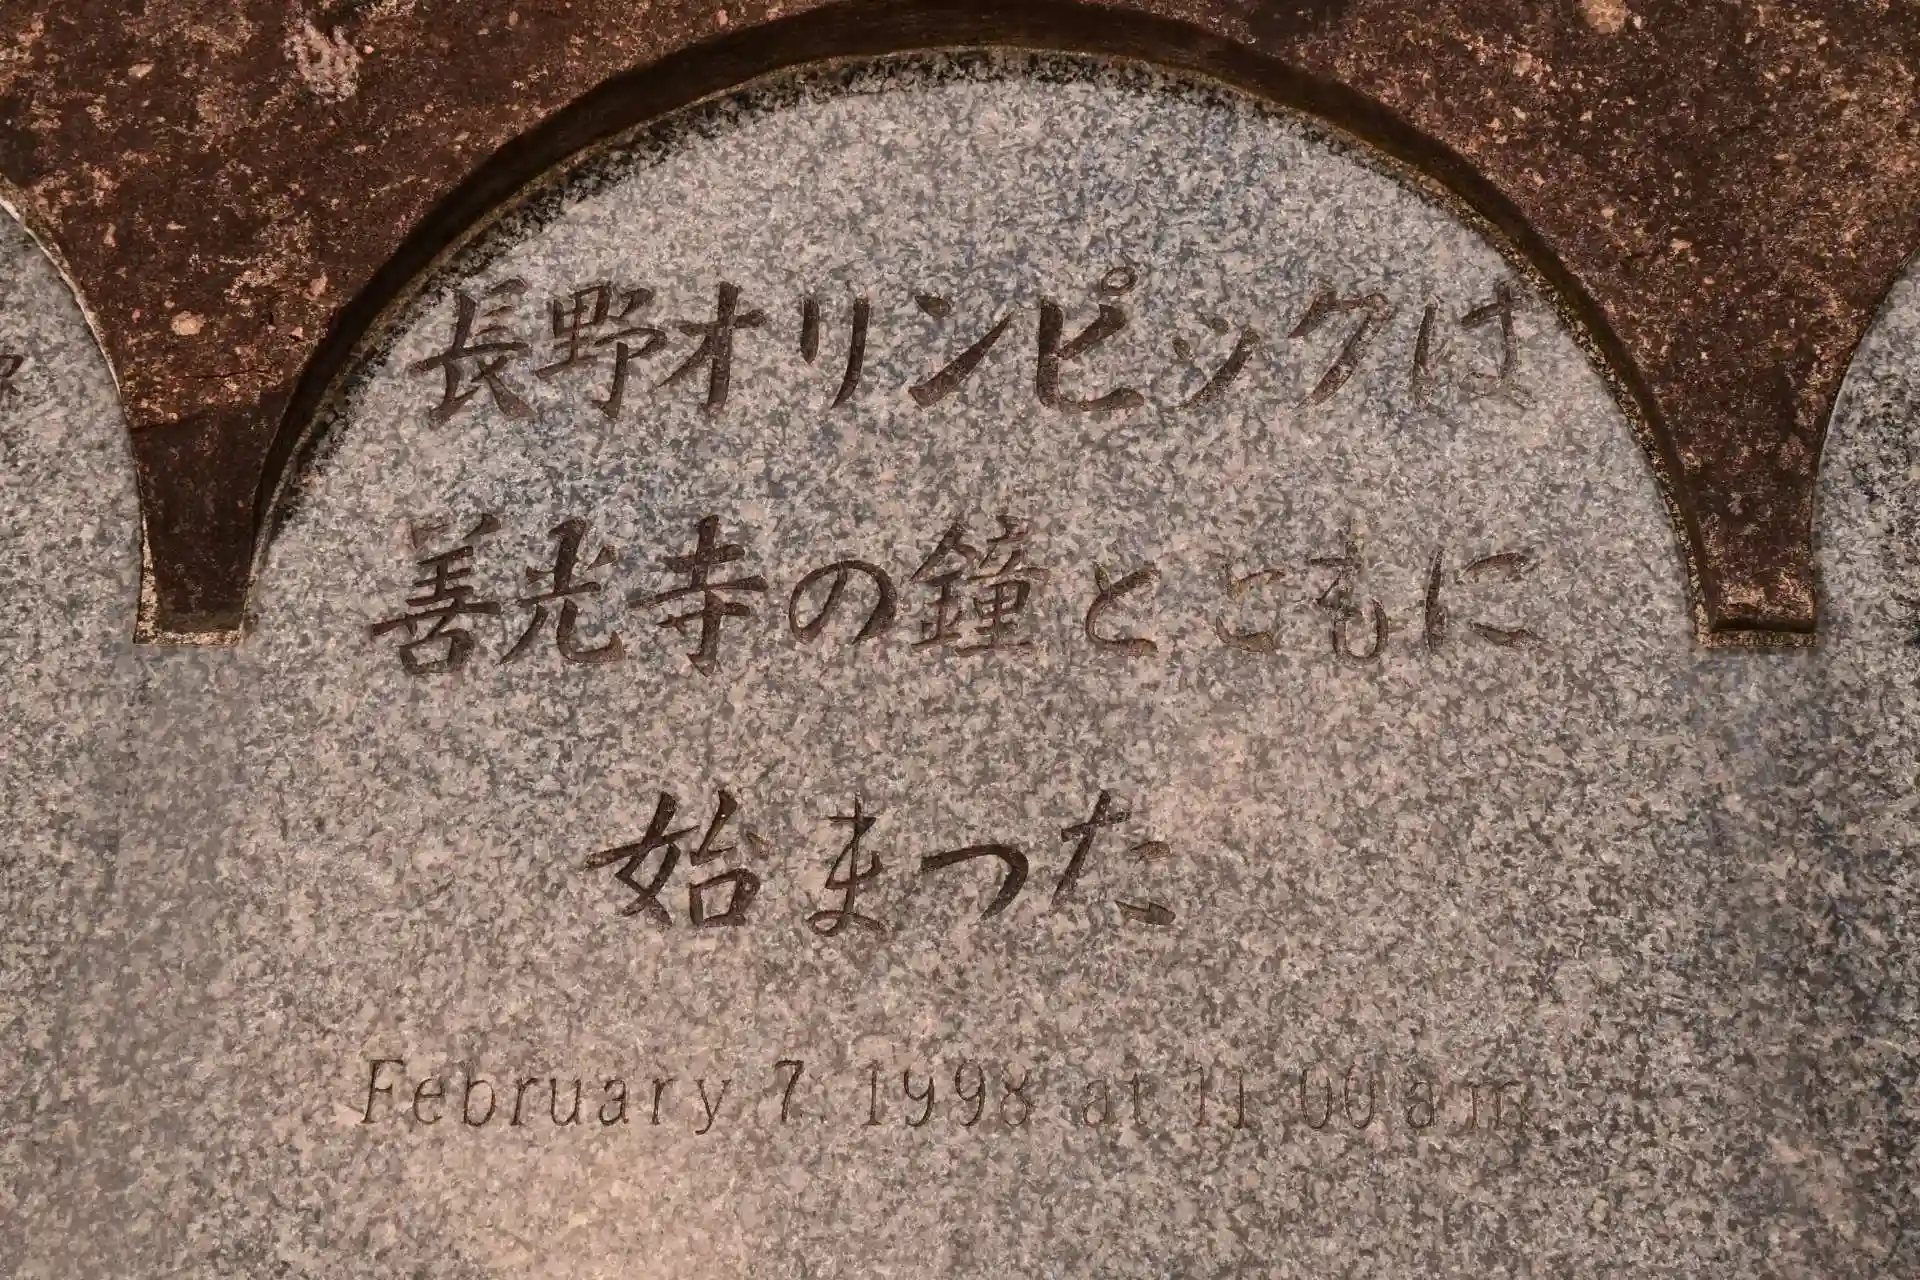 長野オリンピックは
善光寺の鐘とともに
始まった
February 7, 1998 at 11:00 a.m